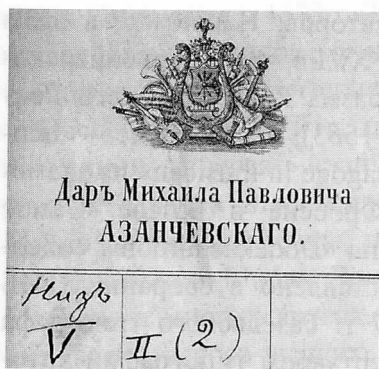 Даръ Михаила Павловича
АЗАНЧЕВСКАГО.
Низъ
V
II (2)